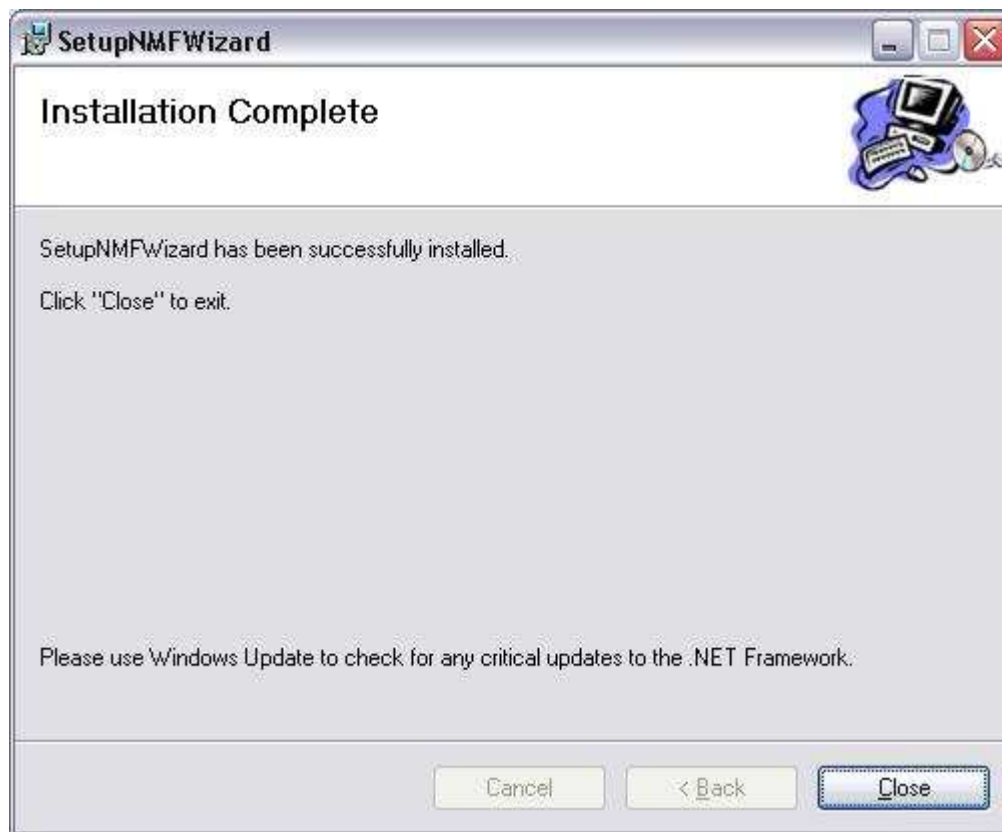 SetupNMFWizard
Installation Complete
SetupNMFWizard has been successfully installed.
Click "Close" to exit.
Please use Windows Update to check for any critical updates to the .NET Framework.
Cancel
< Back
Close